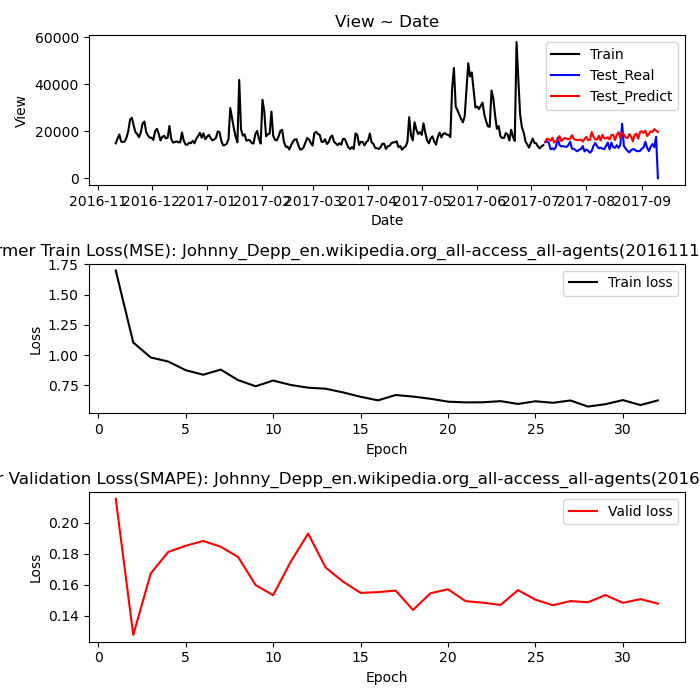 View ~ Date
60000
40000
20000
0
View
Train
Test_Real
Test_Predict
2016-11 2016-12 2017-01 2017-02 2017-03 2017-04 2017-05 2017-06 2017-07 2017-08 2017-09
Date
rmer Train Loss(MSE): Johnny_Depp_en.wikipedia.org_all-access_all-agents(2016111
1.75
1.50
1.25
1.00
0.75
Loss
Train loss
0 5 10 15 20 25 30
Epoch
r Validation Loss(SMAPE): Johnny_Depp_en.wikipedia.org_all-access_all-agents(2016
0.20
0.18
0.16
0.14
Loss
Valid loss
0 5 10 15 20 25 30
Epoch